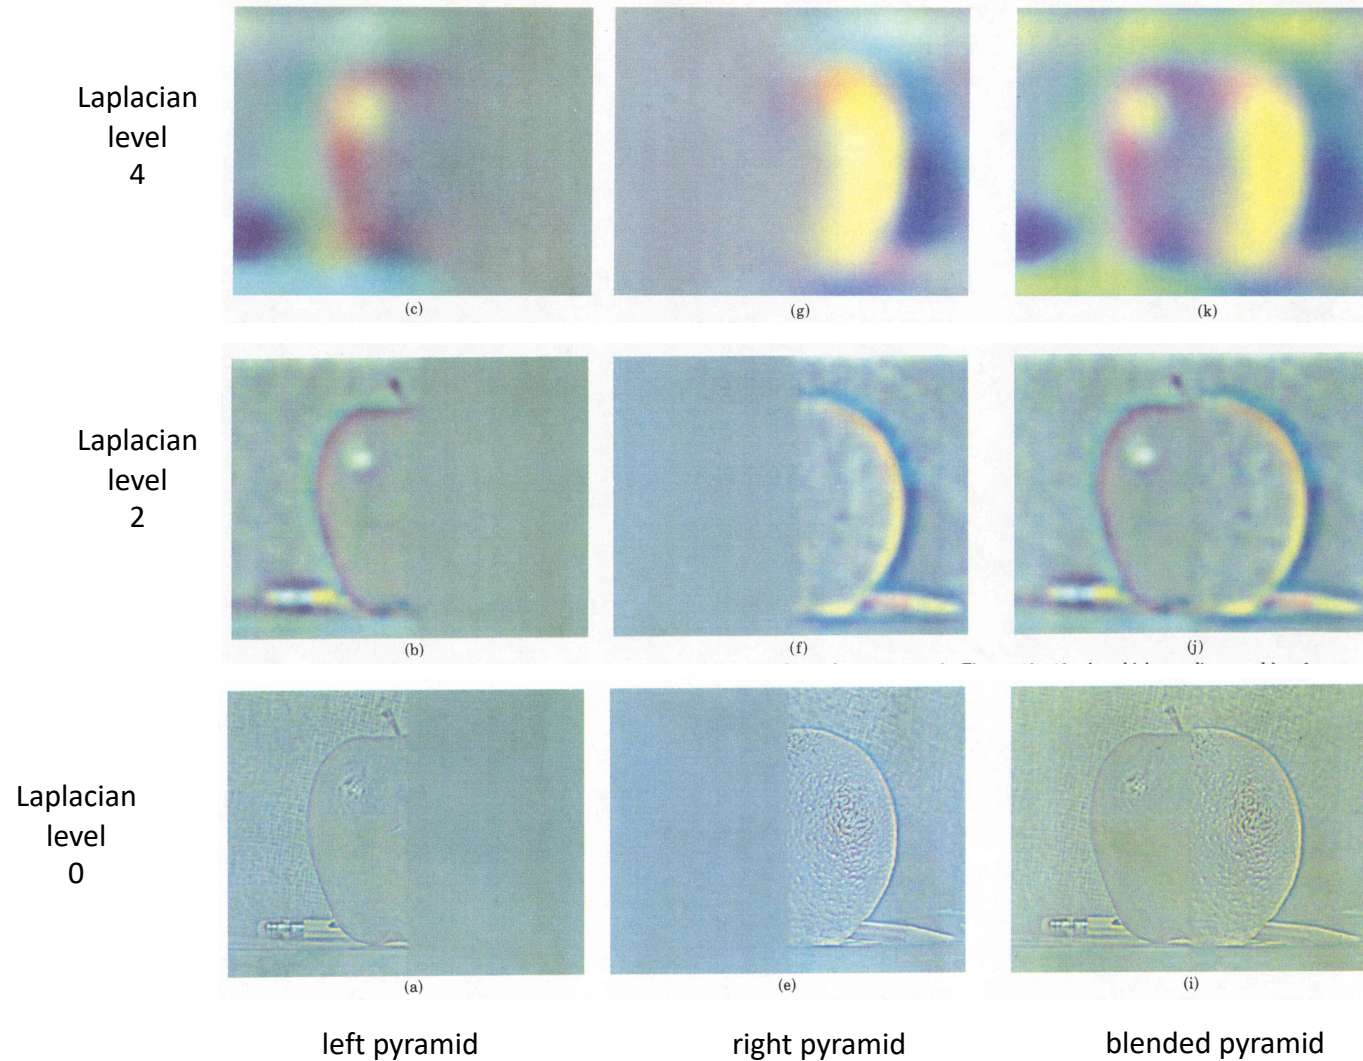 Laplacian
level
4
(c)
(g)
(k)
Laplacian
level
2
(b)
(f)
(j)
Laplacian
level
0
(a)
(e)
(i)
left pyramid
right pyramid
blended pyramid